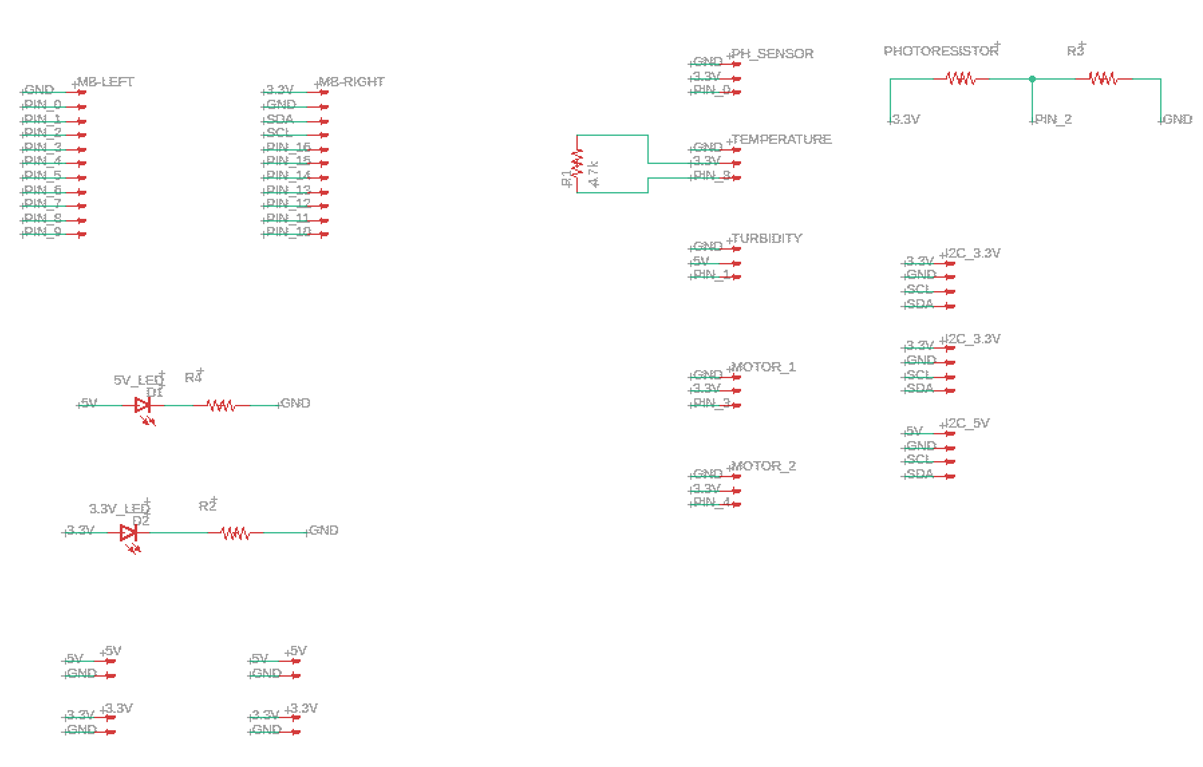 MB-LEFT
GND
PIN_0
PIN_1
PIN_2
PIN_3
PIN_4
PIN_5
PIN_6
PIN_7
PIN_8
PIN_9
MB-RIGHT
3.3V
GND
SDA
SCL
PIN_16
PIN_15
PIN_14
PIN_13
PIN_12
PIN_11
PIN_10
PH_SENSOR
GND
3.3V
PIN_0
R1
4.7k
TEMPERATURE
GND
3.3V
PIN_8
TURBIDITY
GND
5V
PIN_1
MOTOR_1
GND
3.3V
PIN_3
MOTOR_2
GND
3.3V
PIN_4
PHOTORESISTOR
R3
3.3V
PIN_2
GND
I2C_3.3V
3.3V
GND
SCL
SDA
I2C_3.3V
3.3V
GND
SCL
SDA
I2C_5V
5V
GND
SCL
SDA
5V_LED
R4
D1
5V
GND
3.3V_LED
R2
D2
3.3V
GND
5V
5V
GND
5V
5V
GND
3.3V
3.3V
GND
3.3V
3.3V
GND